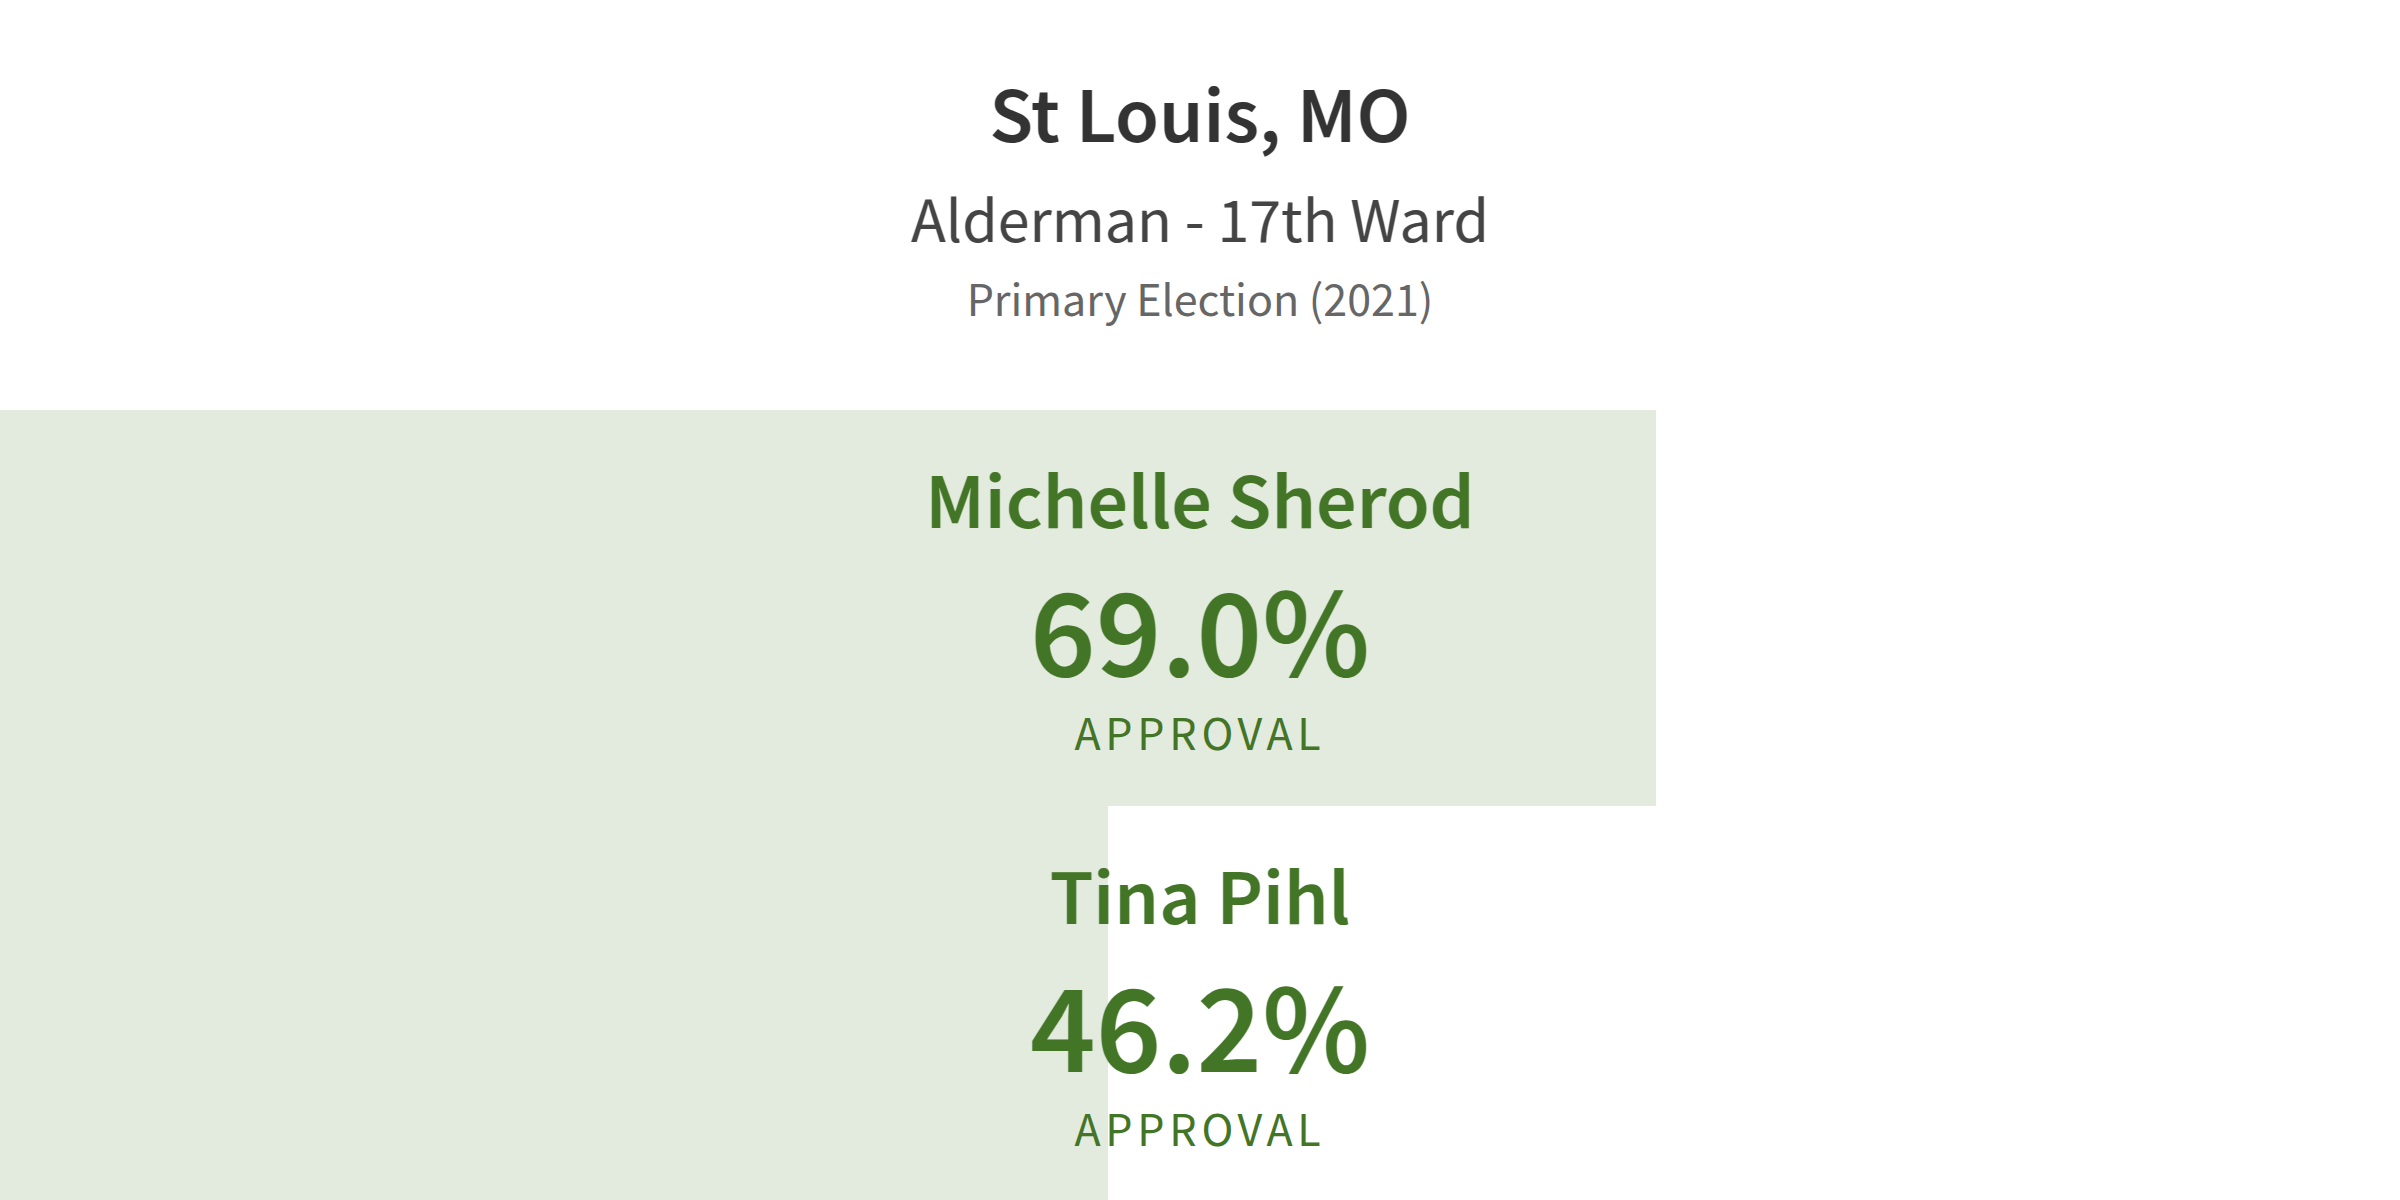 St Louis, MO
Alderman - 17th Ward
Primary Election (2021)
Michelle Sherod
69.0%
APPROVAL
Tina Pihl
46.2%
APPROVAL